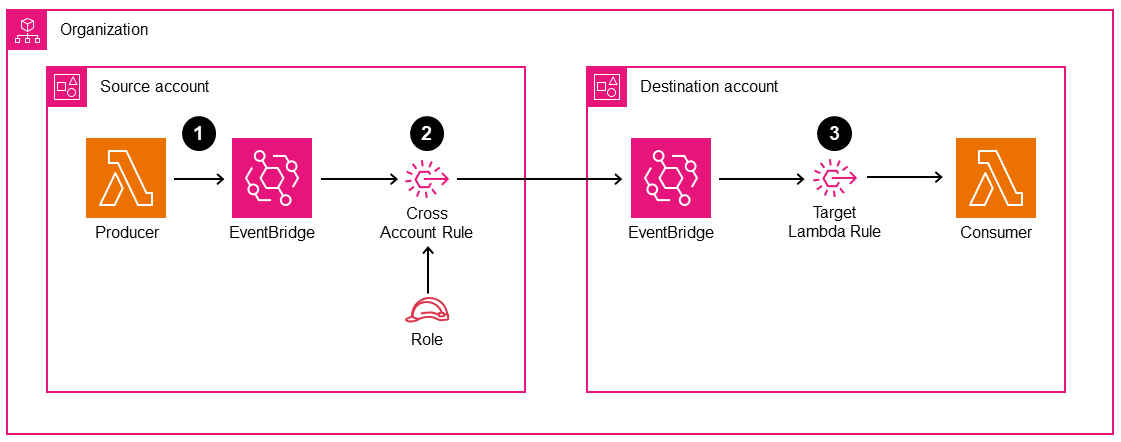 Organization
Source account
Destination account
1
2
3
Producer
EventBridge
Cross
Account Rule
EventBridge
Target
Lambda Rule
Consumer
Role